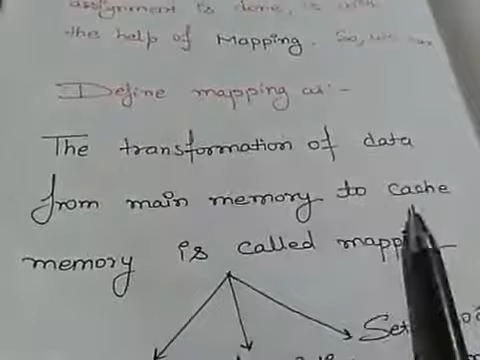 assignment is done, is with
the help of Mapping. So, we can
Define mapping as:-
The transformation of data
from main memory to cache
memory is called mapping
Set